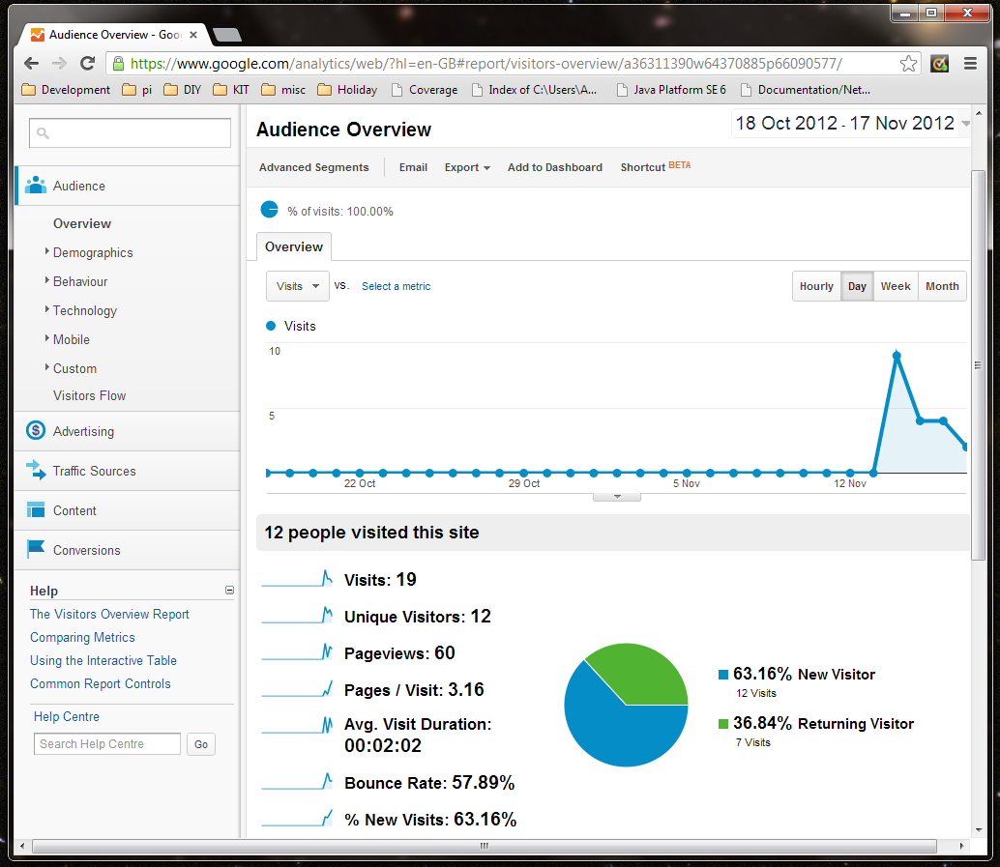 Audience Overview - Goo
https://www.google.com/analytics/web/?hl=en-GB#report/visitors-overview/a36311390w64370885p66090577/
Development pi DIY KIT misc Holiday Coverage Index of C:\Users\A... Java Platform SE 6 Documentation/Net...
Audience Overview
18 Oct 2012 - 17 Nov 2012
Advanced Segments Email Export Add to Dashboard Shortcut BETA
% of visits: 100.00%
Overview
Visits VS. Select a metric
Hourly Day Week Month
Visits
10
5
22 Oct 29 Oct 5 Nov 12 Nov
12 people visited this site
Visits: 19
Unique Visitors: 12
Pageviews: 60
Pages / Visit: 3.16
Avg. Visit Duration:
00:02:02
Bounce Rate: 57.89%
% New Visits: 63.16%
63.16% New Visitor
12 Visits
36.84% Returning Visitor
7 Visits
Audience
Overview
Demographics
Behaviour
Technology
Mobile
Custom
Visitors Flow
Advertising
Traffic Sources
Content
Conversions
Help
The Visitors Overview Report
Comparing Metrics
Using the Interactive Table
Common Report Controls
Help Centre
Search Help Centre Go